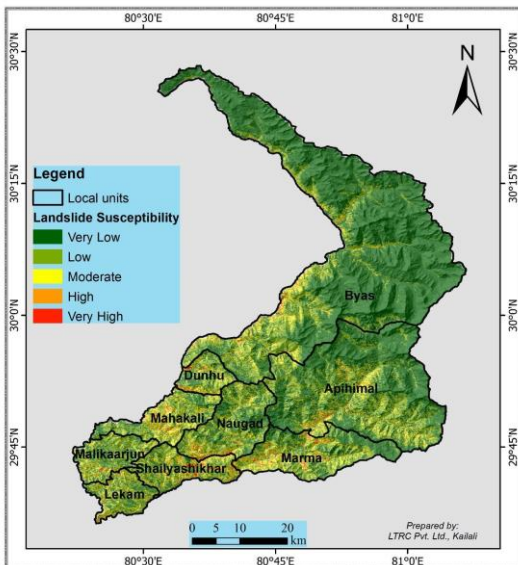 80°30'E 80°45'E 81°0'E
30°30'N 30°30'N
N
30°15'N 30°15'N
Legend
Local units
Landslide Susceptibility
Very Low
Low
Moderate
High
Very High
Byas
30°0'N 30°0'N
Dunhu
Apihimal
Mahakali
Naugad
29°45'N 29°45'N
Malikaarjun
Marma
Shailyashikhar
Lekam
0 5 10 20
km
Prepared by:
LTRC Pvt. Ltd., Kailali
80°30'E 80°45'E 81°0'E